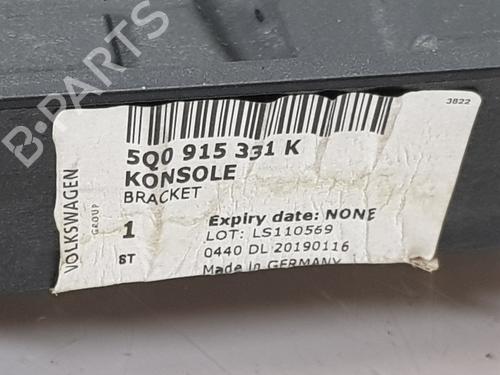 B-PARTS
3822
5Q0 915 331 K
KONSOLE
BRACKET
VOLKSWAGEN
GROUP
1
ST
Expiry date: NONE
LOT: LS110569
0440 DL 20190116
Made in GERMANY